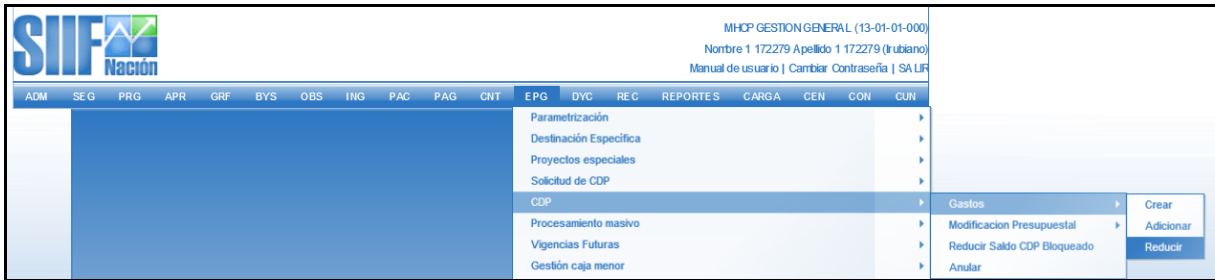 SIIF
Nación
MHCP GESTION GENERAL (13-01-01-000)
Nombre 1 172279 Apellido 1 172279 (lrubiano)
Manual de usuario | Cambiar Contraseña | SALIR
ADM SEG PRG APR GRF BYS OBS ING PAC PAG CNT EPG DYC REC REPORTES CARGA CEN CON CUN
Parametrización
Destinación Específica
Proyectos especiales
Solicitud de CDP
CDP Gastos Crear
Procesamiento masivo Modificacion Presupuestal Adicionar
Vigencias Futuras Reducir Saldo CDP Bloqueado Reducir
Gestión caja menor Anular